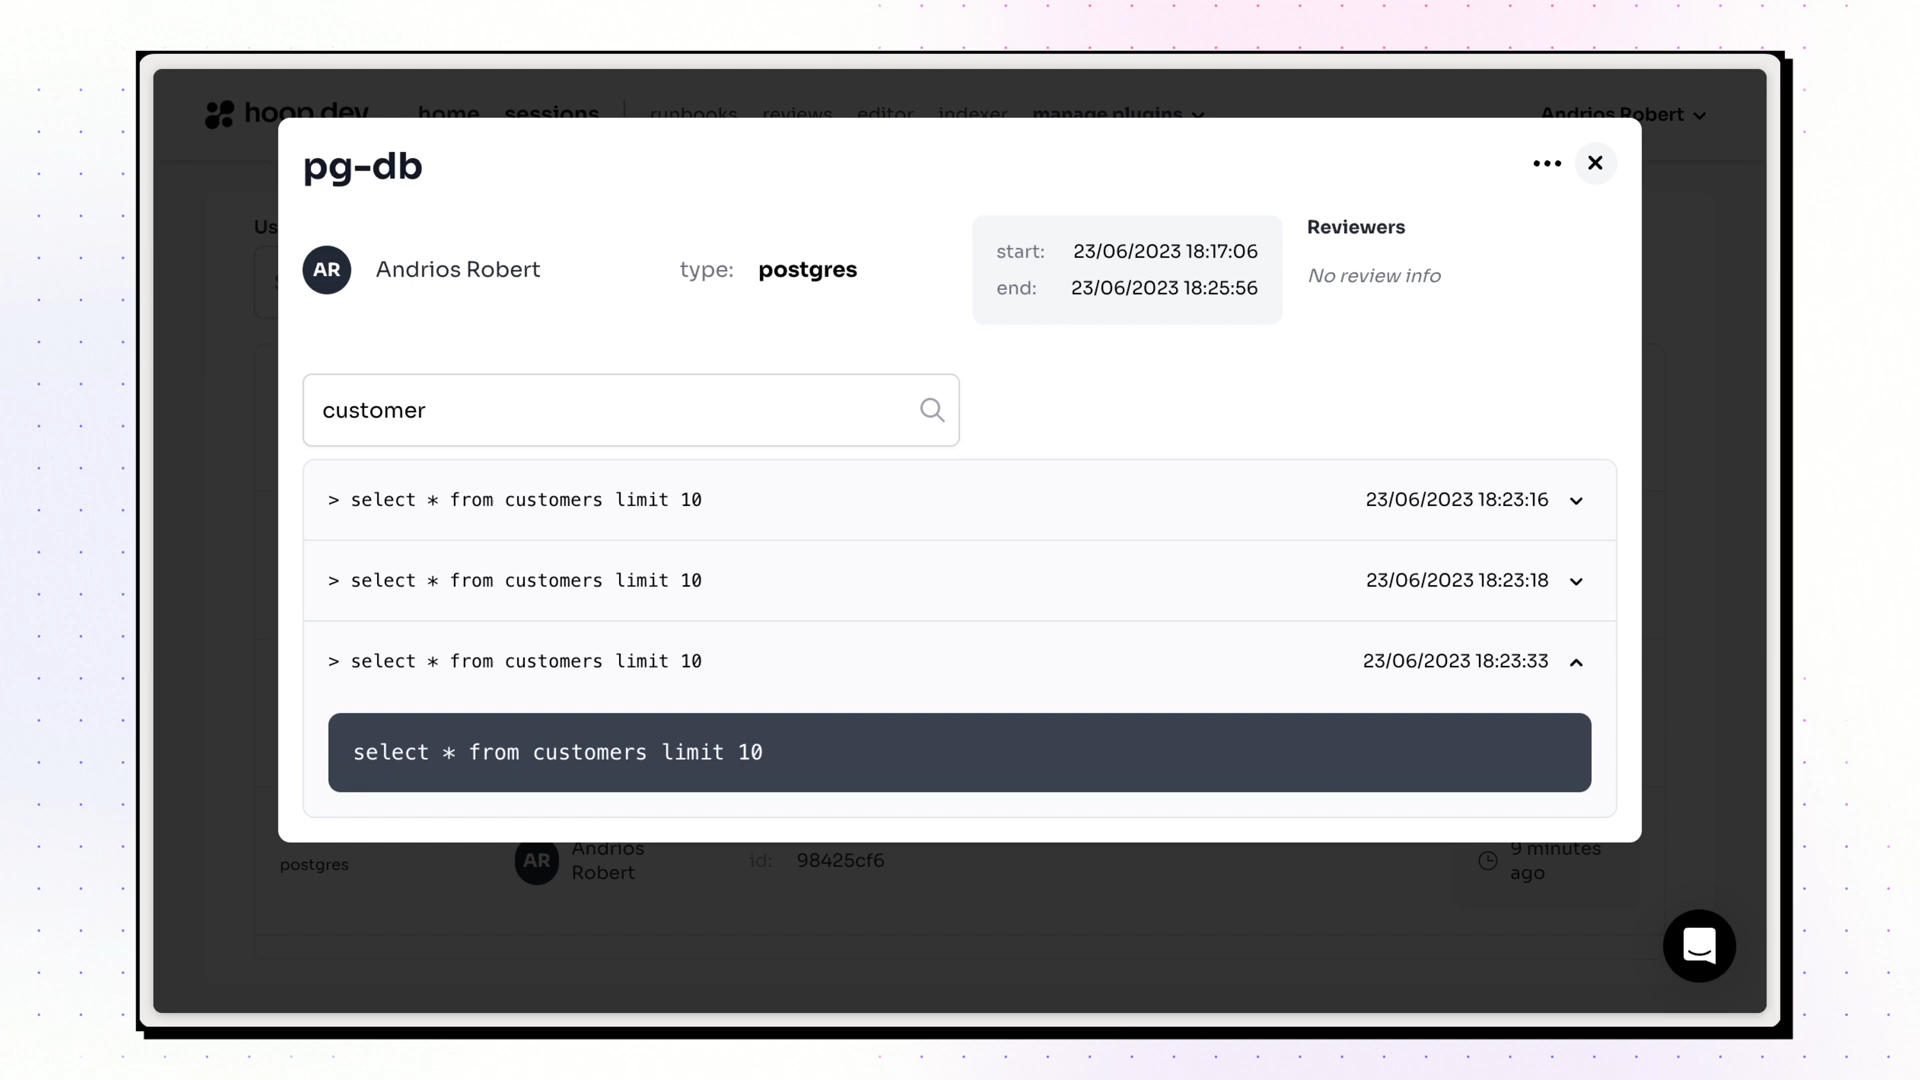 hoop.dev home sessions runbooks reviews editor indexer manage plugins Andrios Robert
pg-db
Us
AR Andrios Robert type: postgres
start: 23/06/2023 18:17:06
end: 23/06/2023 18:25:56
Reviewers
No review info
customer
> select * from customers limit 10 23/06/2023 18:23:16
> select * from customers limit 10 23/06/2023 18:23:18
> select * from customers limit 10 23/06/2023 18:23:33
select * from customers limit 10
postgres
AR
Andrios
Robert
id: 98425cf6
9 minutes
ago